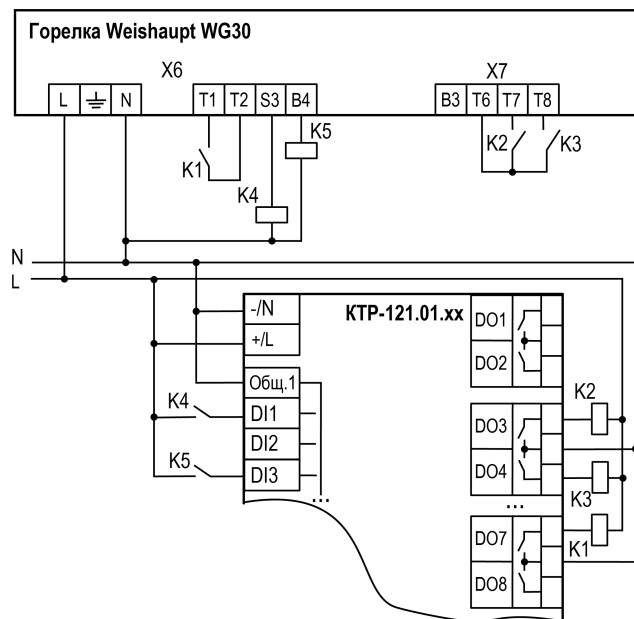 Горелка Weishaupt WG30
X6
X7
L N
T1 T2 S3 B4
B3 T6 T7 T8
K5
K1
K2
K3
K4
N
L
-/N
КТР-121.01.xx
DO1
+/L
DO2
Общ.1
K2
K4
DI1
DO3
DI2
DO4
K5
DI3
K3
...
...
DO7
K1
DO8